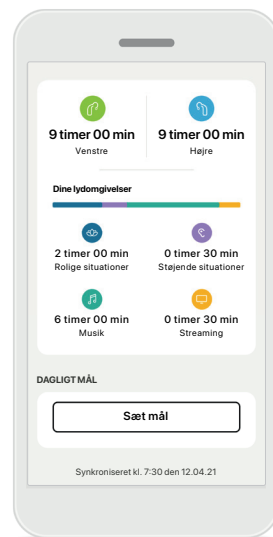 9 timer 00 min
Venstre
9 timer 00 min
Højre
Dine lydomgivelser
2 timer 00 min
Rolige situationer
0 timer 30 min
Støjende situationer
6 timer 00 min
Musik
0 timer 30 min
Streaming
DAGLIGT MÅL
Sæt mål
Synkroniseret kl. 7:30 den 12.04.21